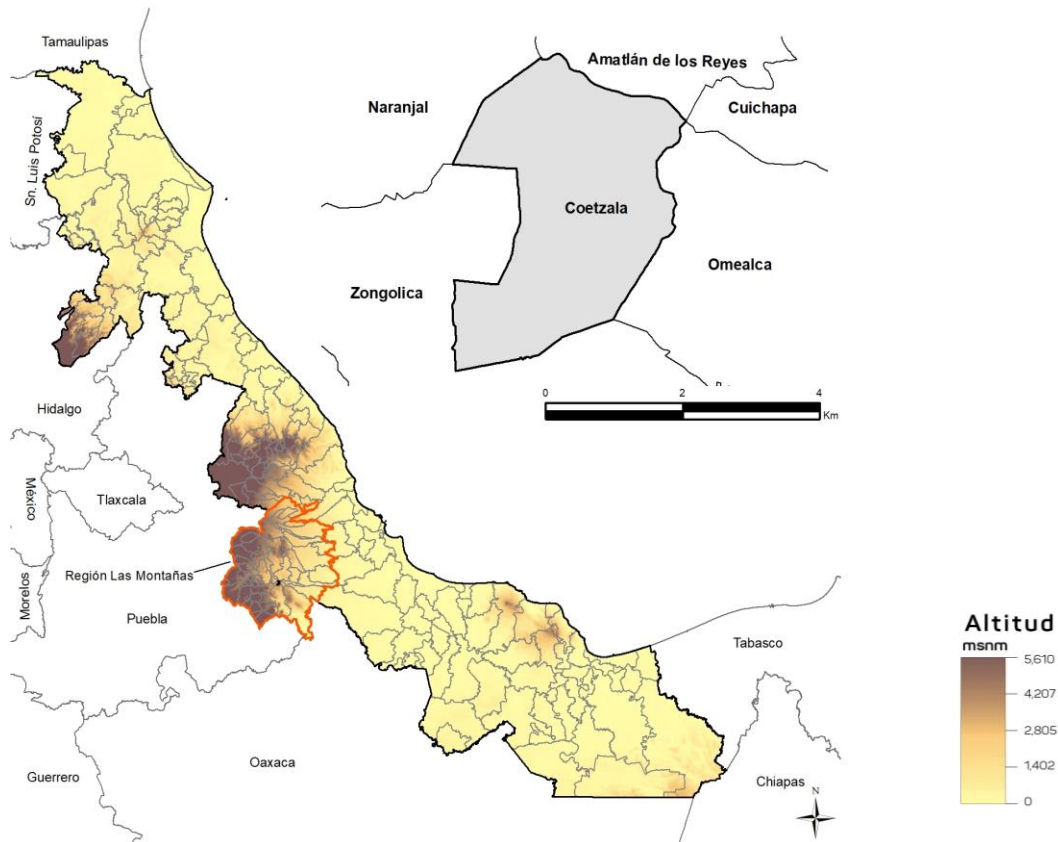 Tamaulipas
Sn. Luis Potosí
Hidalgo
México
Tlaxcala
Morelos
Región Las Montañas
Puebla
Guerrero
Oaxaca
Tabasco
Chiapas
Amatlán de los Reyes
Naranjal
Cuichapa
Coetzala
Omealca
Zongolica
0 2 4
Km
Altitud
msnm
5,610
4,207
2,805
1402
0
N